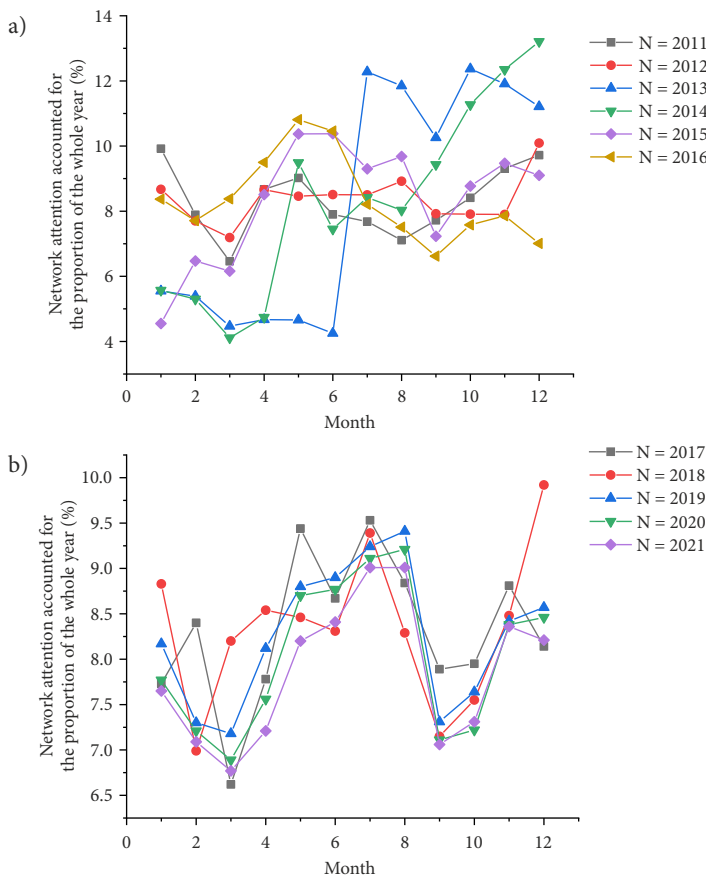 a)
Network attention accounted for
the proportion of the whole year (%)
14
12
10
8
6
4
0
2
4
6
8
10
12
Month
N = 2011
N = 2012
N = 2013
N = 2014
N = 2015
N = 2016
b)
Network attention accounted for
the proportion of the whole year (%)
10.0
9.5
9.0
8.5
8.0
7.5
7.0
6.5
0
2
4
6
8
10
12
Month
N = 2017
N = 2018
N = 2019
N = 2020
N = 2021